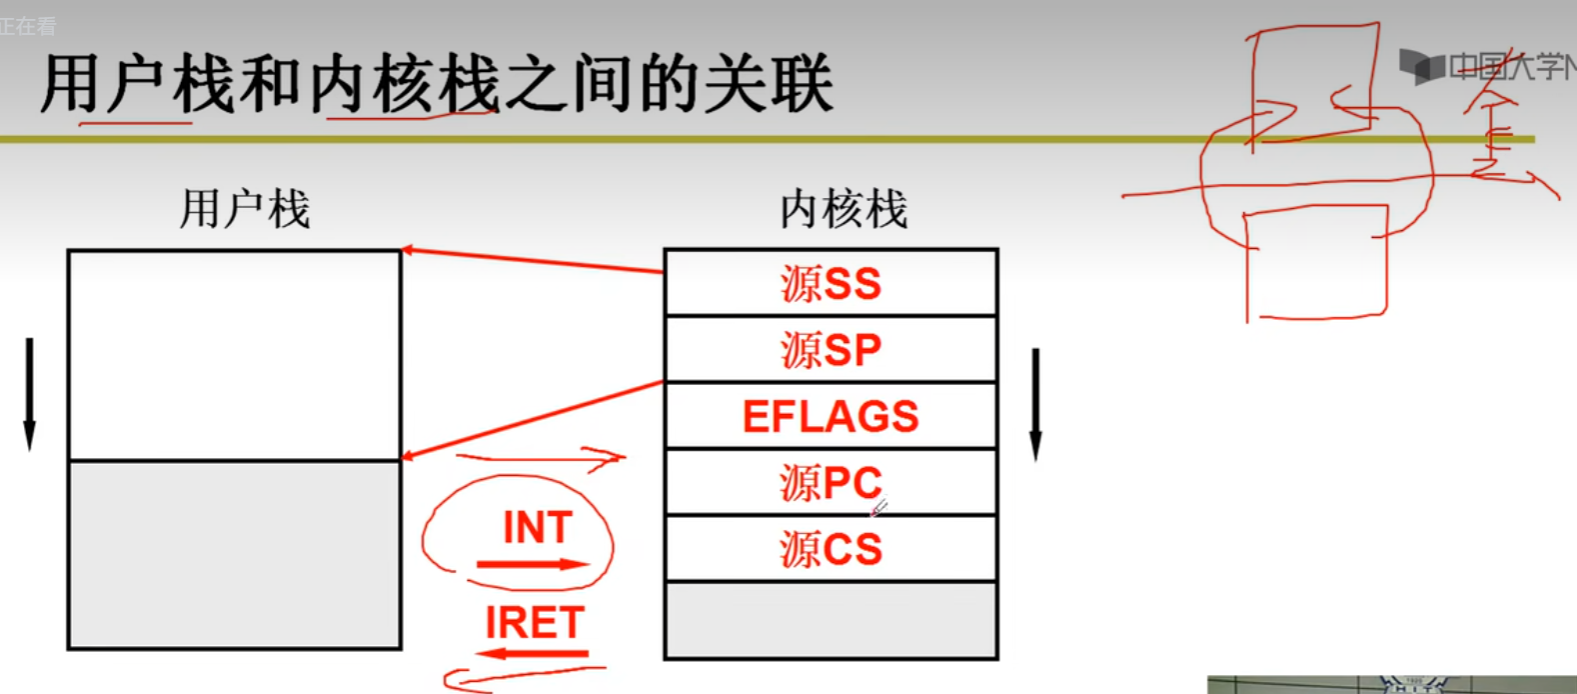 正在看
用户栈和内核栈之间的关联
中国大学M
用户栈
内核栈
源SS
源SP
EFLAGS
源PC
源CS
INT
IRET
HIT